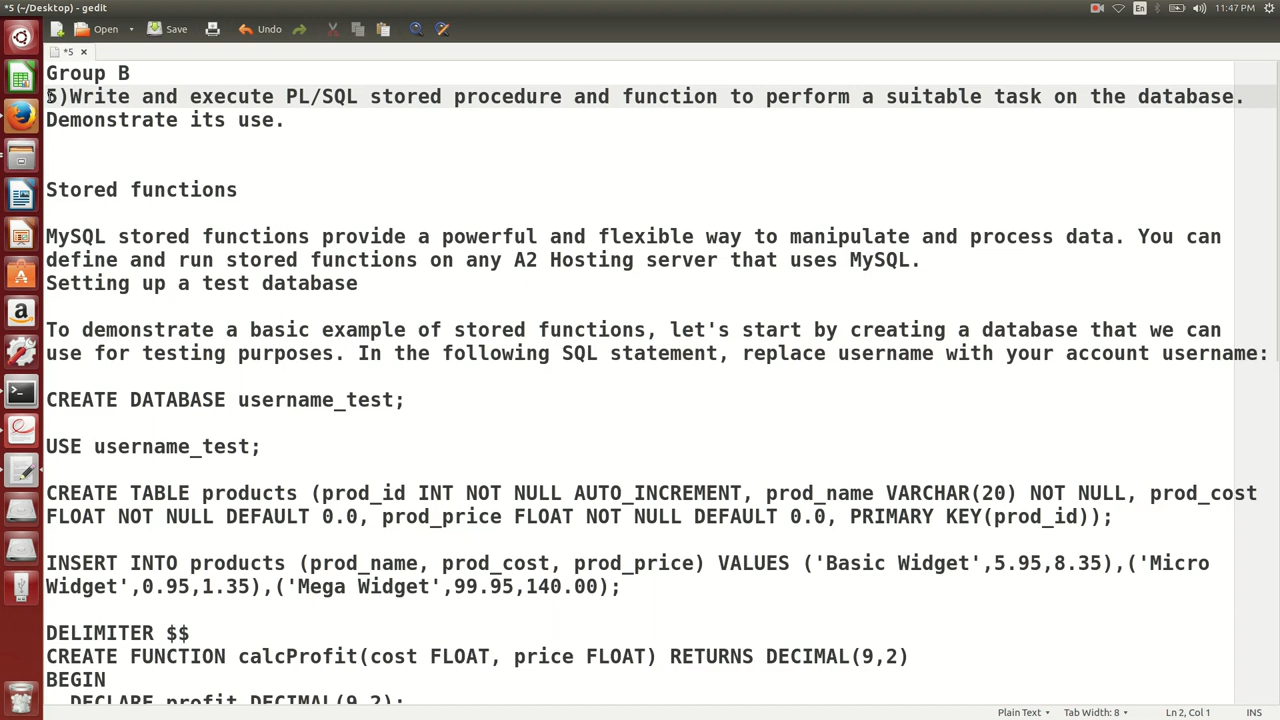 *5 (~/Desktop) - gedit
En
11:47 PM
Open
Save
Undo
*5
Group B
5)Write and execute PL/SQL stored procedure and function to perform a suitable task on the database.
Demonstrate its use.
Stored functions
MySQL stored functions provide a powerful and flexible way to manipulate and process data. You can
define and run stored functions on any A2 Hosting server that uses MySQL.
Setting up a test database
To demonstrate a basic example of stored functions, let's start by creating a database that we can
use for testing purposes. In the following SQL statement, replace username with your account username:
CREATE DATABASE username_test;
USE username_test;
CREATE TABLE products (prod_id INT NOT NULL AUTO_INCREMENT, prod_name VARCHAR(20) NOT NULL, prod_cost
FLOAT NOT NULL DEFAULT 0.0, prod_price FLOAT NOT NULL DEFAULT 0.0, PRIMARY KEY(prod_id));
INSERT INTO products (prod_name, prod_cost, prod_price) VALUES ('Basic Widget',5.95,8.35),('Micro
Widget',0.95,1.35),('Mega Widget',99.95,140.00);
DELIMITER $$
CREATE FUNCTION calcProfit(cost FLOAT, price FLOAT) RETURNS DECIMAL(9,2)
BEGIN
DECLARE profit DECIMAL(9,2);
Plain Text
Tab Width: 8
Ln 2, Col 1
INS